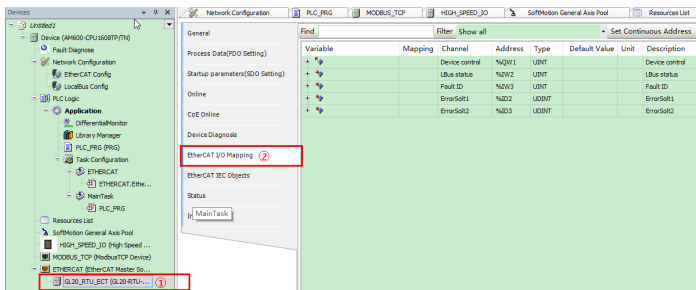 Devices
Untitled1
Device (AM600-CPU1608TP/TN)
Fault Diagnose
Network Configuration
EtherCAT Config
LocalBus Config
PLC Logic
Application
DifferentialMonitor
Library Manager
PLC_PRG (PRG)
Task Configuration
ETHERCAT
ETHERCAT.Ethe...
MainTask
PLC_PRG
Resources List
SoftMotion General Axis Pool
HIGH_SPEED_IO (High Speed ...
MODBUS_TCP (ModbusTCP Device)
ETHERCAT (EtherCAT Master So...
GL20_RTU_ECT (GL20-RTU-... ①
Network Configuration PLC_PRG MODBUS_TCP HIGH_SPEED_IO SoftMotion General Axis Pool Resources List
General
Process Data(PDO Setting)
Startup parameters(SDO Setting)
Online
CoE Online
Device Diagnosis
EtherCAT I/O Mapping ②
EtherCAT IEC Objects
Status
MainTask
Find Filter Show all Set Continuous Address
Variable Mapping Channel Address Type Default Value Unit Description
Device control %QW1 UINT Device control
LBus status %IW2 UINT LBus status
Fault ID %IW3 UINT Fault ID
ErrorSolt1 %ID2 UDINT ErrorSolt1
ErrorSolt2 %ID3 UDINT ErrorSolt2